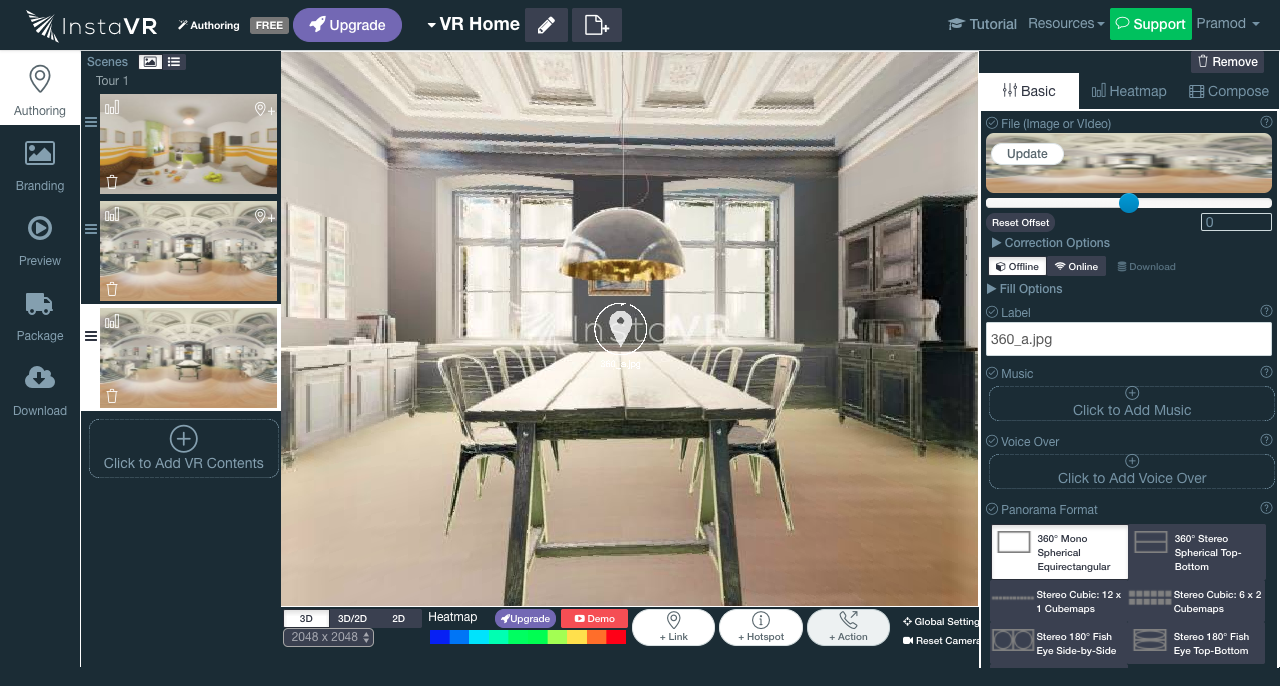 InstaVR
Authoring
FREE
Upgrade
VR Home
Tutorial
Resources
Support
Pramod
Authoring
Branding
Preview
Package
Download
Scenes
Tour 1
Click to Add VR Contents
InstaVR
360_a.jpg
3D
3D/2D
2D
2048 x 2048
Heatmap
Upgrade
Demo
+ Link
+ Hotspot
+ Action
Global Setting
Reset Camera
Remove
Basic
Heatmap
Compose
File (Image or VIdeo)
Update
Reset Offset
0
Correction Options
Offline
Online
Download
Fill Options
Label
360_a.jpg
Music
Click to Add Music
Voice Over
Click to Add Voice Over
Panorama Format
360° Mono
Spherical
Equirectangular
360° Stereo
Spherical Top-
Bottom
Stereo Cubic: 12 x
1 Cubemaps
Stereo Cubic: 6 x 2
Cubemaps
Stereo 180° Fish
Eye Side-by-Side
Stereo 180° Fish
Eye Top-Bottom